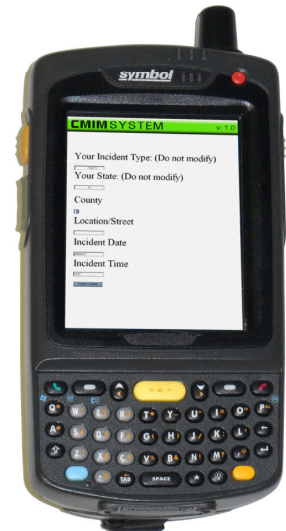 symbol
CMIMSYSTEM v. 1.0
Your Incident Type: (Do not modify)
Your State: (Do not modify)
County
Location/Street
Incident Date
Incident Time
Q W E R T Y U I O P
A S D F G H J K L
Z X C V B N M
TAB SPACE